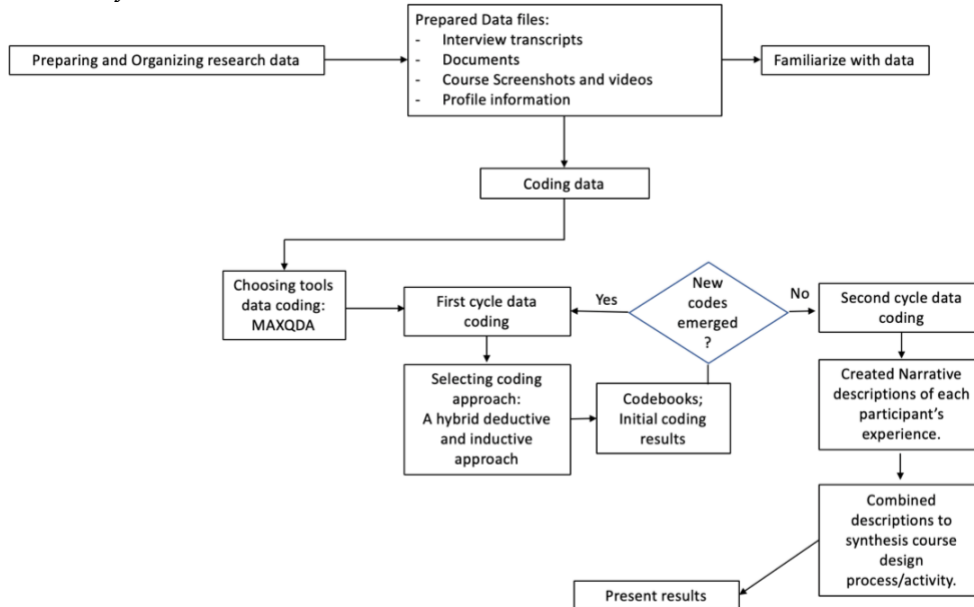 Preparing and Organizing research data
Prepared Data files:
- Interview transcripts
- Documents
- Course Screenshots and videos
- Profile information
Familiarize with data
Coding data
Choosing tools
data coding:
MAXQDA
First cycle data
coding
Yes
New
codes
emerged
?
No
Second cycle data
coding
Selecting coding
approach:
A hybrid deductive
and inductive
approach
Codebooks;
Initial coding
results
Created Narrative
descriptions of each
participant's
experience.
Combined
descriptions to
synthesis course
design
process/activity.
Present results